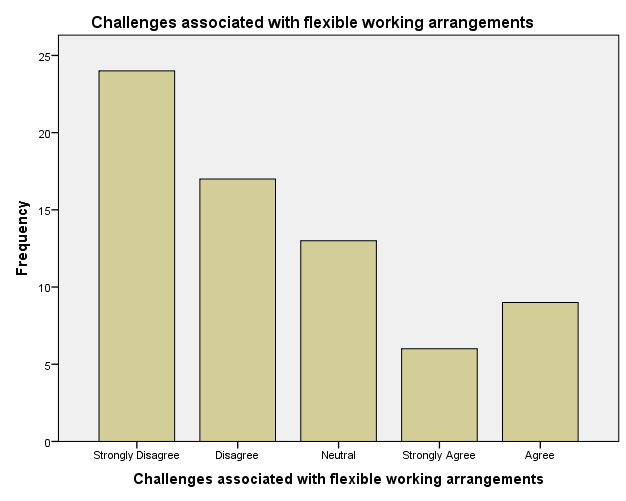 Challenges associated with flexible working arrangements
25
20
15
10
5
0
Frequency
Strongly Disagree
Disagree
Neutral
Strongly Agree
Agree
Challenges associated with flexible working arrangements